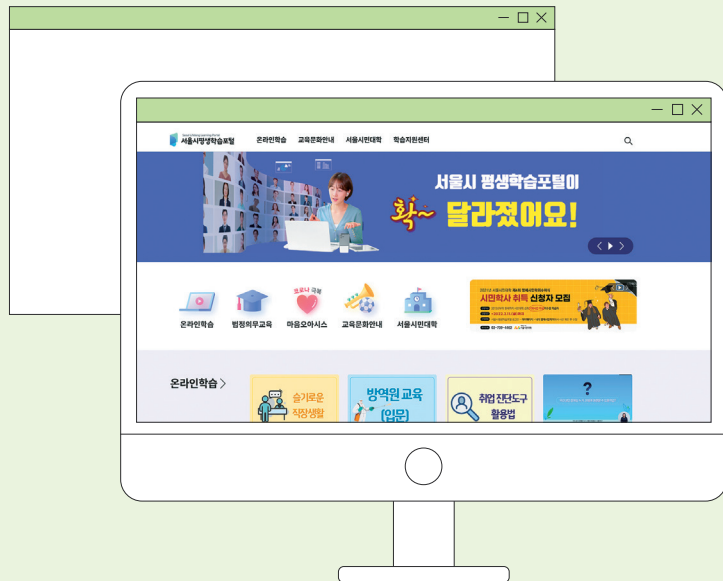 서울시평생학습포털
온라인학습 교육문화안내 서울시민대학 학습지원센터
서울시 평생학습포털이
확~ 달라졌어요!
코로나 극복
온라인학습 법정의무교육 마음오아시스 교육문화안내 서울시민대학
시민학사 취득 신청자 모집
온라인학습 >
슬기로운
직장생활
방역원 교육
(입문)
취업 진단도구
활용법
?